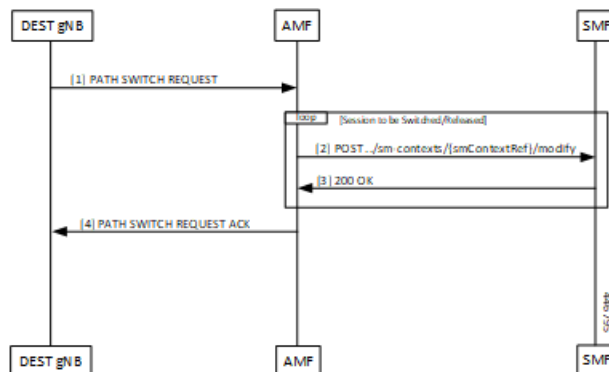 DEST gNB AMF SMF
(1) PATH SWITCH REQUEST
loop [Session to be Switched/Released]
(2) POST ../sm-contexts/{smContextRef}/modify
(3) 200 OK
(4) PATH SWITCH REQUEST ACK
DEST gNB AMF SMF